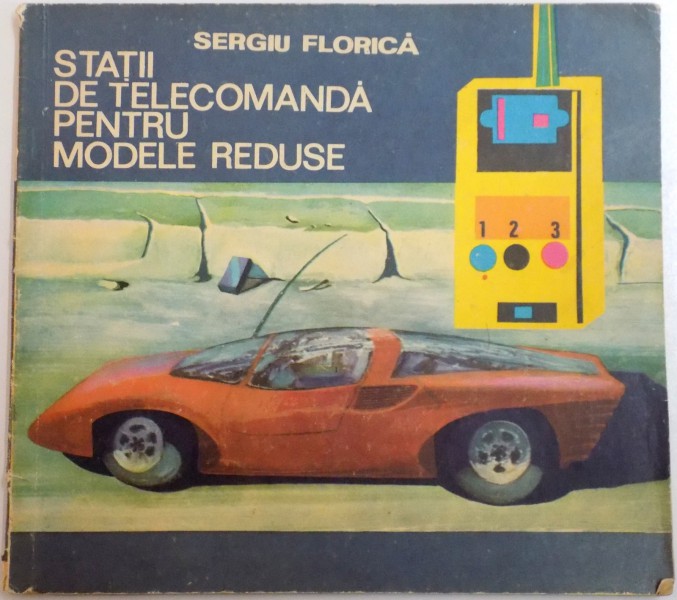 SERGIU FLORICĂ
STAȚII
DE TELECOMANDĂ
PENTRU
MODELE REDUSE
1 2 3